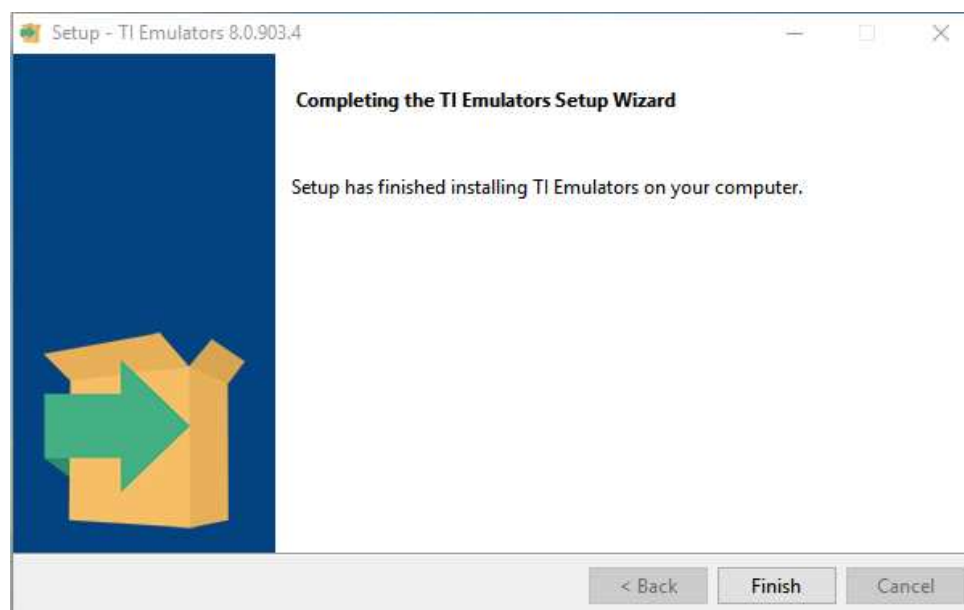 Setup - TI Emulators 8.0.903.4
Completing the TI Emulators Setup Wizard
Setup has finished installing TI Emulators on your computer.
< Back Finish Cancel